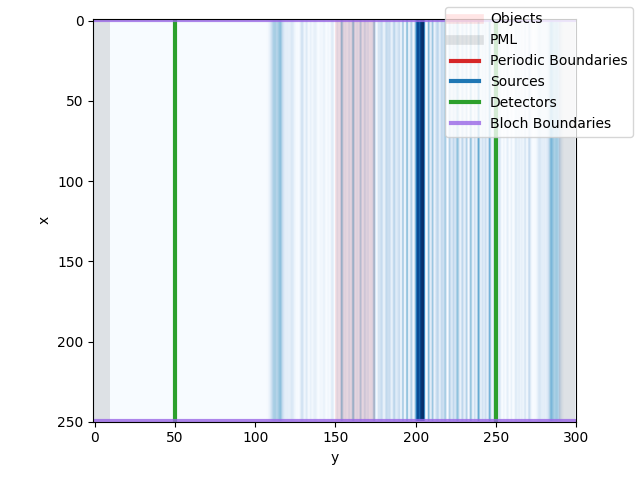 Objects
PML
Periodic Boundaries
Sources
Detectors
Bloch Boundaries
0
50
100
150
200
250
x
0 50 100 150 200 250 300
y